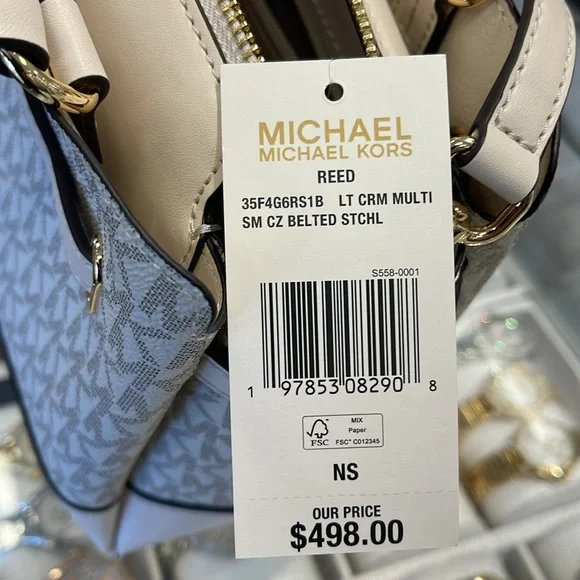 MICHAEL
MICHAEL KORS
REED
35F4G6RS1B LT CRM MULTI
SM CZ BELTED STCHL
S558-0001
1 97853 08290 8
FSC
MIX
Paper
FSC™ C012345
NS
OUR PRICE
$498.00